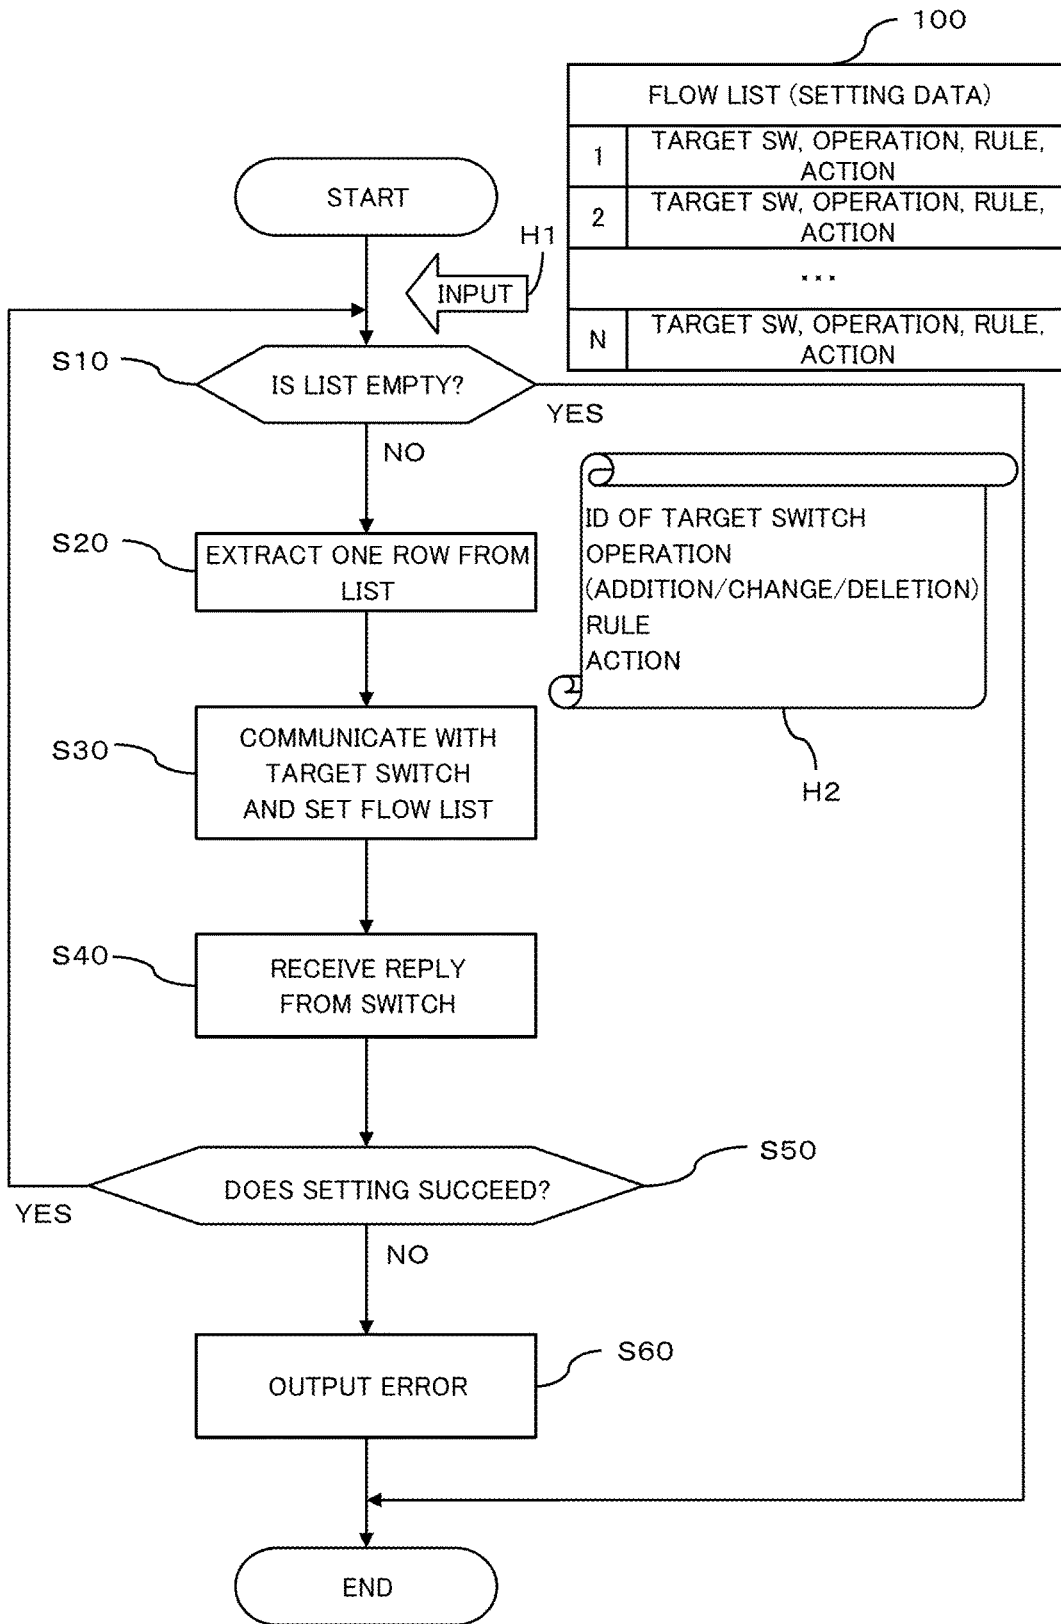 100
FLOW LIST (SETTING DATA)
1
TARGET SW, OPERATION, RULE,
ACTION
2
TARGET SW, OPERATION, RULE,
ACTION
...
N
TARGET SW, OPERATION, RULE,
ACTION
START
H1
INPUT
S10
IS LIST EMPTY?
YES
NO
S20
EXTRACT ONE ROW FROM
LIST
ID OF TARGET SWITCH
OPERATION
(ADDITION/CHANGE/DELETION)
RULE
ACTION
H2
S30
COMMUNICATE WITH
TARGET SWITCH
AND SET FLOW LIST
S40
RECEIVE REPLY
FROM SWITCH
S50
DOES SETTING SUCCEED?
YES
NO
S60
OUTPUT ERROR
END